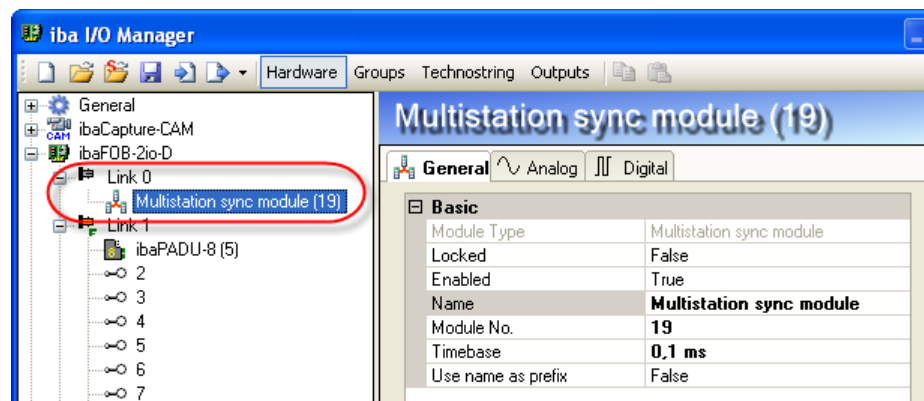 iba I/O Manager
Hardware Groups Technostring Outputs
General
ibaCapture-CAM
CAM
ibaFOB-2io-D
Link 0
Multistation sync module (19)
Link 1
ibaPADU-8 (5)
2
3
4
5
6
7
Multistation sync module (19)
General Analog Digital
Basic
Module Type Multistation sync module
Locked False
Enabled True
Name Multistation sync module
Module No. 19
Timebase 0,1 ms
Use name as prefix False